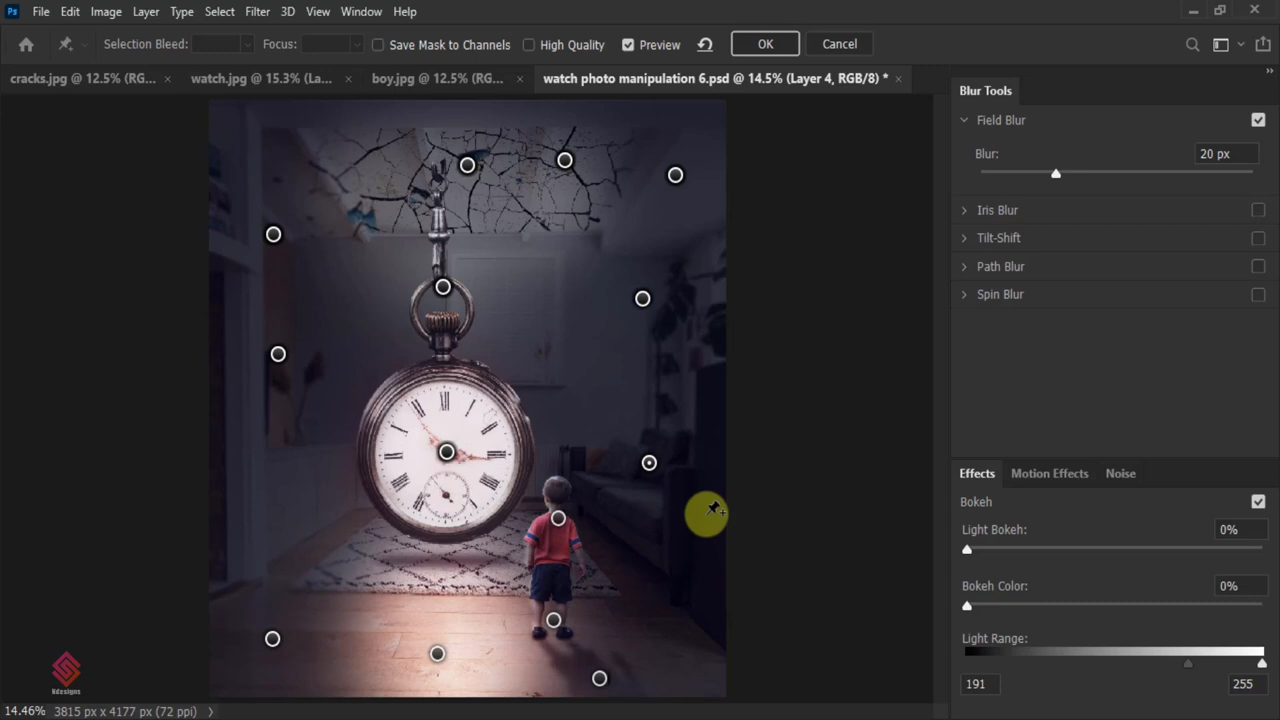 Ps File Edit Image Layer Type Select Filter 3D View Window Help
Selection Bleed: Focus: Save Mask to Channels High Quality Preview OK Cancel
cracks.jpg @ 12.5% (RG... × watch.jpg @ 15.3% (La... × boy.jpg @ 12.5% (RG... × watch photo manipulation 6.psd @ 14.5% (Layer 4, RGB/8) * ×
Blur Tools
Field Blur
Blur: 20 px
Iris Blur
Tilt-Shift
Path Blur
Spin Blur
Effects Motion Effects Noise
Bokeh
Light Bokeh: 0%
Bokeh Color: 0%
Light Range:
191 255
Hdesigns
14.46% 3815 px x 4177 px (72 ppi)